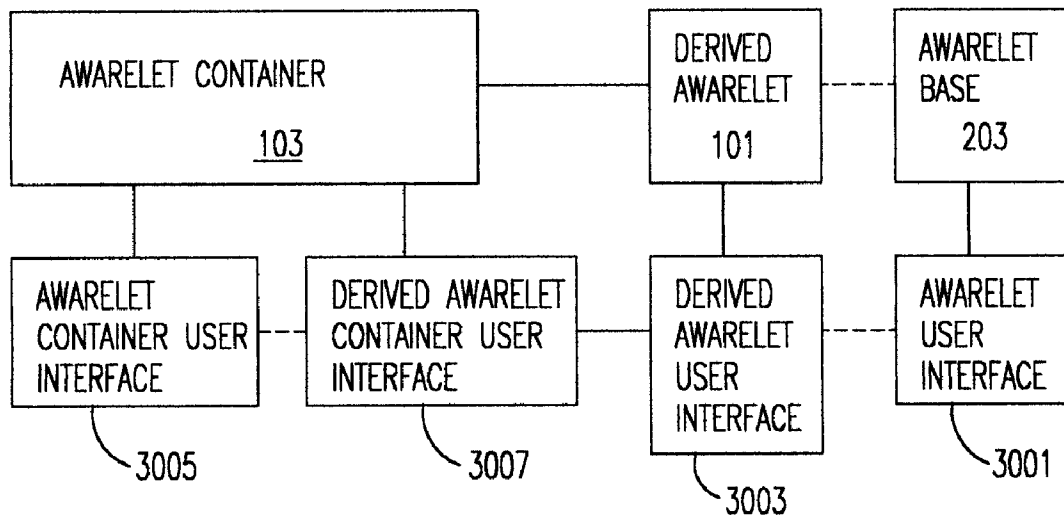 AWARELET CONTAINER
103
DERIVED
AWARELET
101
AWARELET
BASE
203
AWARELET
CONTAINER USER
INTERFACE
DERIVED AWARELET
CONTAINER USER
INTERFACE
DERIVED
AWARELET
USER
INTERFACE
AWARELET
USER
INTERFACE
3005
3007
3003
3001